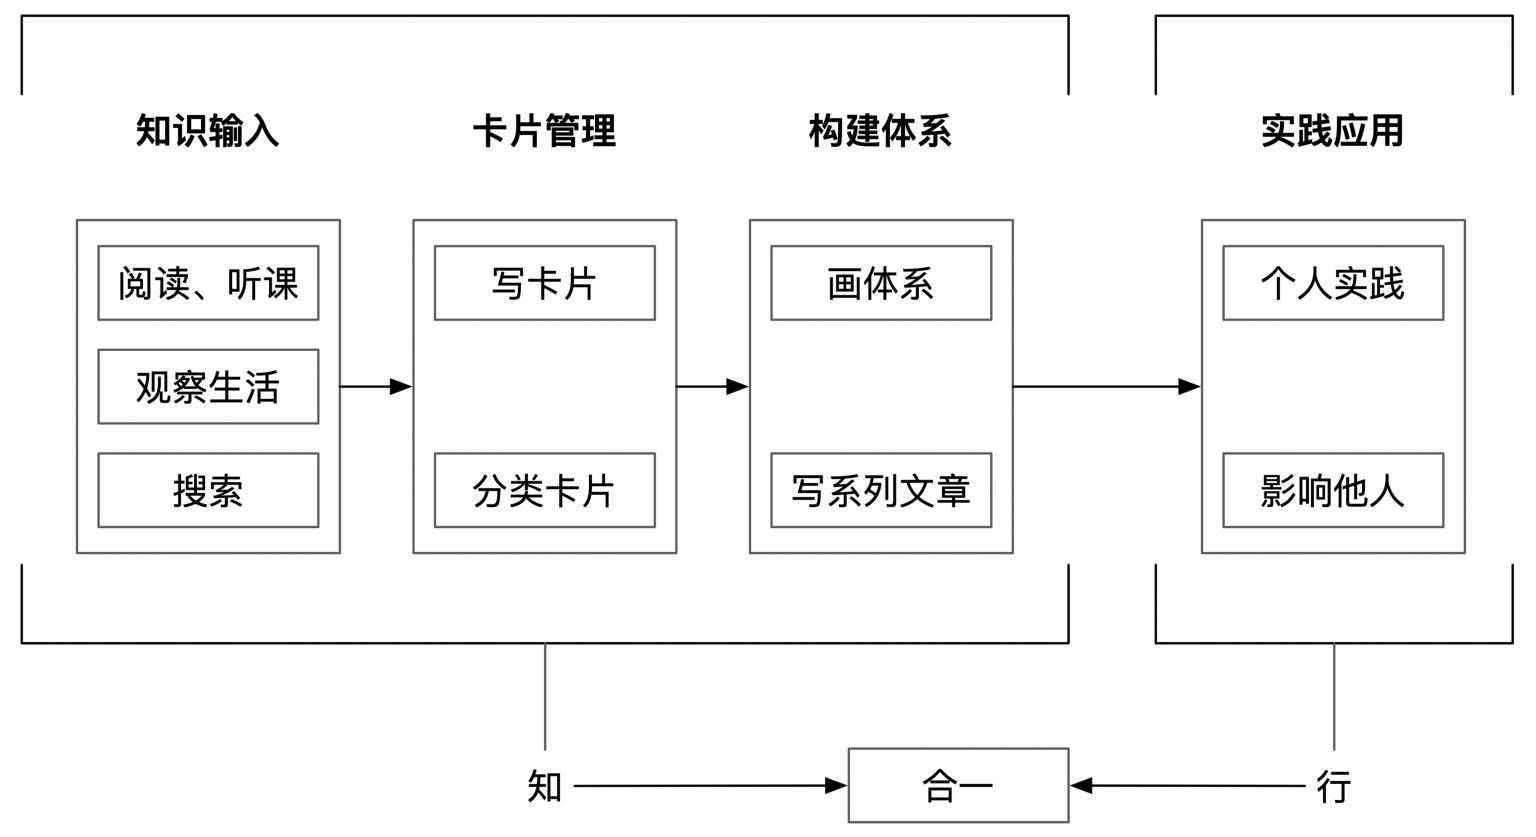 知识输入
卡片管理
构建体系
实践应用
阅读、听课
写卡片
画体系
个人实践
观察生活
搜索
分类卡片
写系列文章
影响他人
知
合一
行